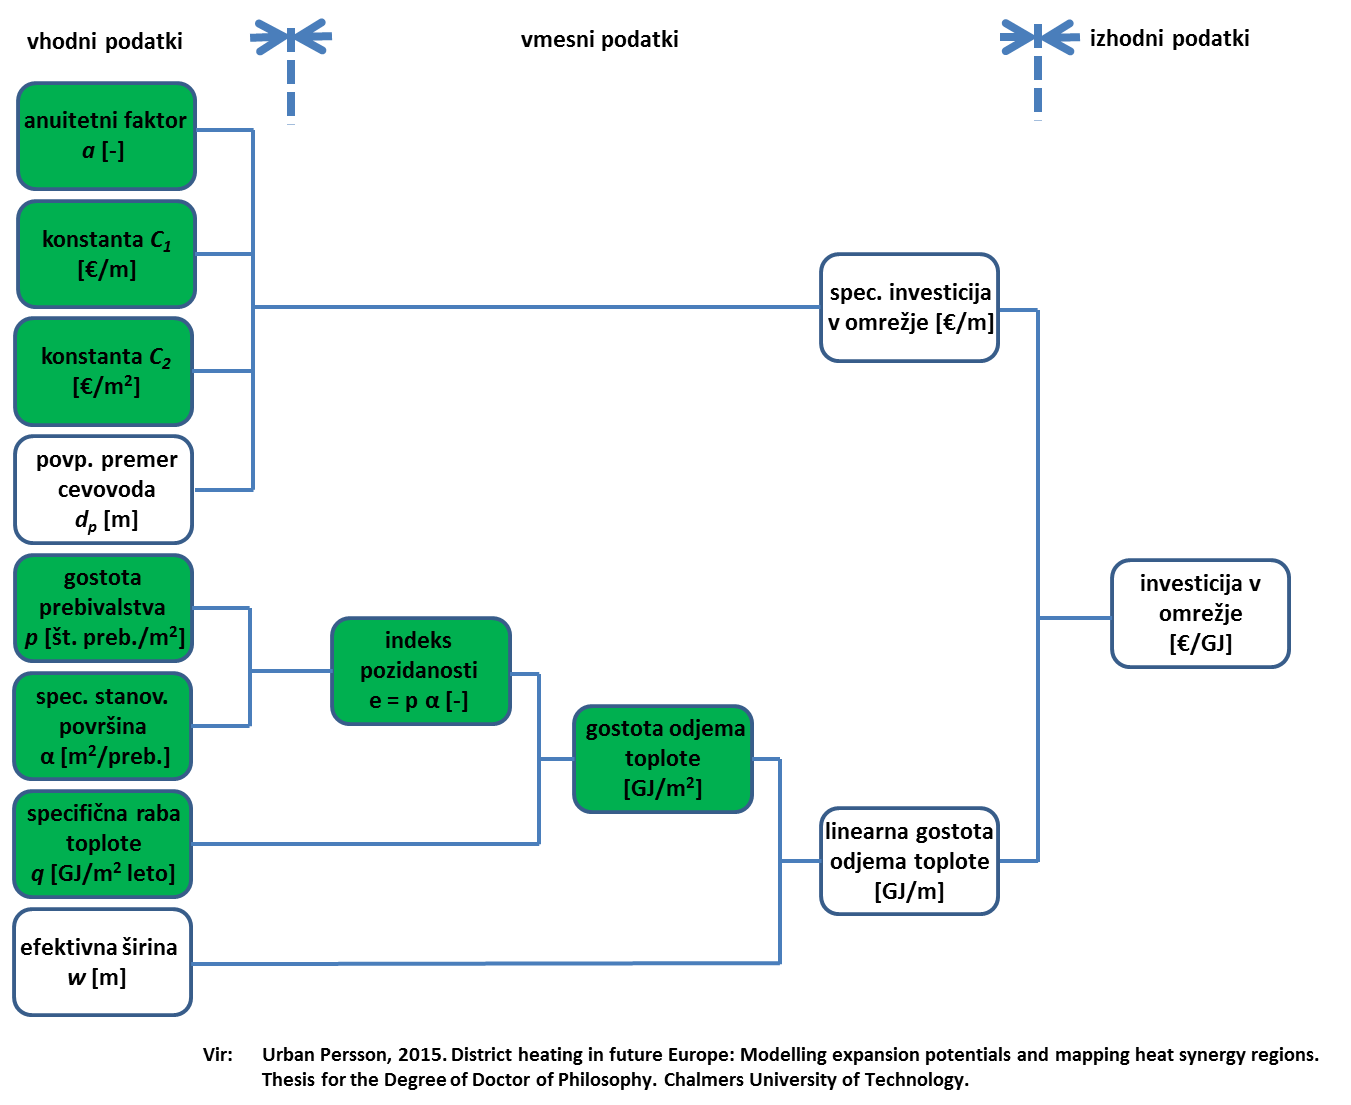 vhodni podatki
vmesni podatki
izhodni podatki
anuitetni faktor
a [-]
konstanta C₁
[€/m]
konstanta C₂
[€/m²]
povp. premer
cevovoda
dₚ [m]
gostota
prebivalstva
p [št. preb./m²]
spec. stanov.
površina
α [m²/preb.]
specifična raba
toplote
q [GJ/m² leto]
efektivna širina
w [m]
indeks
pozidanosti
e = p α [-]
gostota odjema
toplote
[GJ/m²]
spec. investicija
v omrežje [€/m]
linearna gostota
odjema toplote
[GJ/m]
investicija v
omrežje
[€/GJ]
Vir: Urban Persson, 2015. District heating in future Europe: Modelling expansion potentials and mapping heat synergy regions.
Thesis for the Degree of Doctor of Philosophy. Chalmers University of Technology.